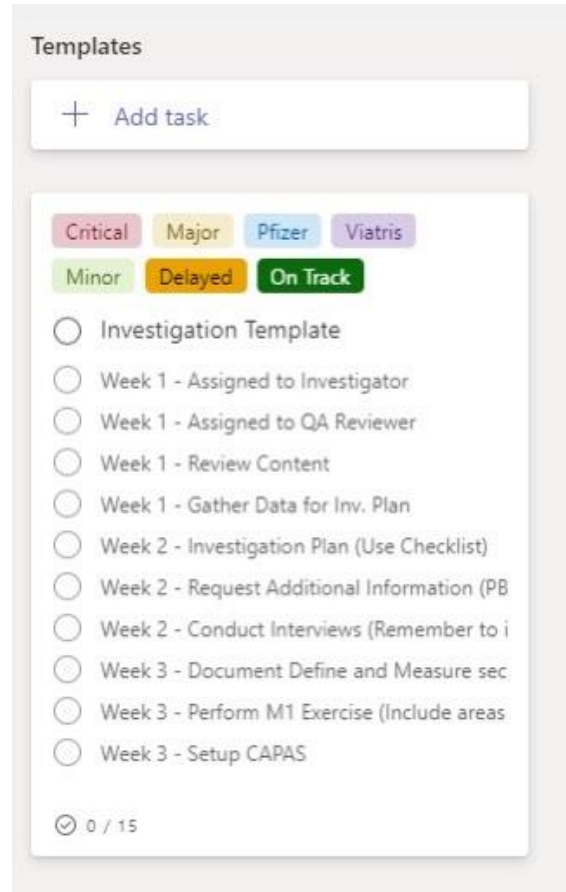 Templates
+ Add task
Critical Major Pfizer Viatris
Minor Delayed On Track
Investigation Template
Week 1 - Assigned to Investigator
Week 1 - Assigned to QA Reviewer
Week 1 - Review Content
Week 1 - Gather Data for Inv. Plan
Week 2 - Investigation Plan (Use Checklist)
Week 2 - Request Additional Information (PB
Week 2 - Conduct Interviews (Remember to i
Week 3 - Document Define and Measure sec
Week 3 - Perform M1 Exercise (Include areas
Week 3 - Setup CAPAS
0 / 15